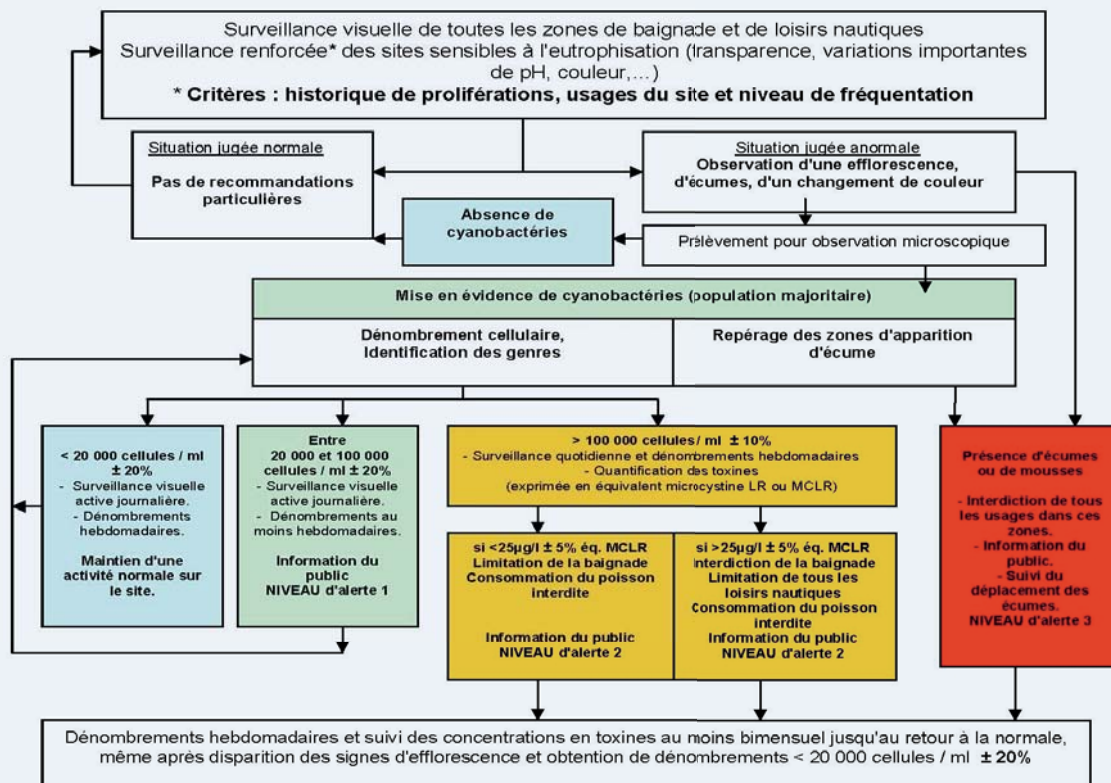 Surveillance visuelle de toutes les zones de baignade et de loisirs nautiques
Surveillance renforcée* des sites sensibles à l'eutrophisation (transparence, variations importantes
de pH, couleur,...)
* Critères : historique de proliférations, usages du site et niveau de fréquentation
Situation jugée normale
Pas de recommandations
particulières
Situation jugée anormale
Observation d'une efflorescence,
d'écumes, d'un changement de couleur
Absence de
cyanobactéries
Prélèvement pour observation microscopique
Mise en évidence de cyanobactéries (population majoritaire)
Dénombrement cellulaire,
Identification des genres
Repérage des zones d'apparition
d'écume
< 20 000 cellules / ml
± 20%
- Surveillance visuelle
active journalière.
- Dénombrements
hebdomadaires.
Maintien d'une
activité normale sur
le site.
Entre
20 000 et 100 000
cellules / ml ± 20%
- Surveillance visuelle
active journalière.
- Dénombrements au
moins hebdomadaires.
Information du
public
NIVEAU d'alerte 1
> 100 000 cellules / ml ± 10%
- Surveillance quotidienne et dénombrements hebdomadaires
- Quantification des toxines
(exprimée en équivalent microcystine LR ou MCLR)
si <25µg/l ± 5% éq. MCLR
Limitation de la baignade
Consommation du poisson
interdite
Information du public
NIVEAU d'alerte 2
si >25µg/l ± 5% éq. MCLR
Interdiction de la baignade
Limitation de tous les
loisirs nautiques
Consommation du poisson
interdite
Information du public
NIVEAU d'alerte 2
Présence d'écumes
ou de mousses
- Interdiction de tous
les usages dans ces
zones.
- Information du
public.
- Suivi du
déplacement des
écumes.
NIVEAU d'alerte 3
Dénombrements hebdomadaires et suivi des concentrations en toxines au moins bimensuel jusqu'au retour à la normale,
même après disparition des signes d'efflorescence et obtention de dénombrements < 20 000 cellules / ml ± 20%